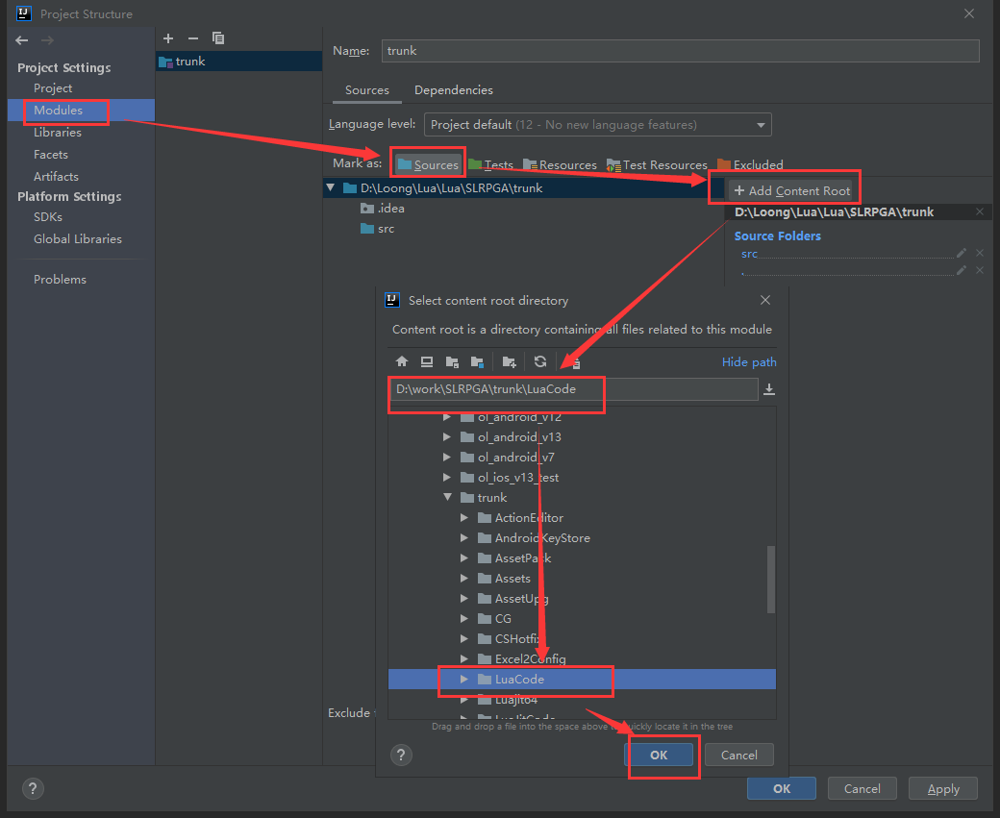 Project Structure
Project Settings
Project
Modules
Libraries
Facets
Artifacts
Platform Settings
SDKs
Global Libraries
Problems
trunk
Name: trunk
Sources Dependencies
Language level: Project default (12 - No new language features)
Mark as: Sources Tests Resources Test Resources Excluded
D:\Loong\Lua\Lua\SLRPGA\trunk
.idea
src
+ Add Content Root
D:\Loong\Lua\Lua\SLRPGA\trunk
Source Folders
src
.
Select content root directory
Content root is a directory containing all files related to this module
Hide path
D:\work\SLRPGA\trunk\LuaCode
ol_android_v12
ol_android_v13
ol_android_v7
ol_ios_v13_test
trunk
ActionEditor
AndroidKeyStore
AssetPack
Assets
AssetUpg
CG
CSHotfix
Excel2Config
LuaCode
Luajit64
LuaJitCode
Exclude
Drag and drop a file into the space above to quickly locate it in the tree
? OK Cancel
? OK Cancel Apply